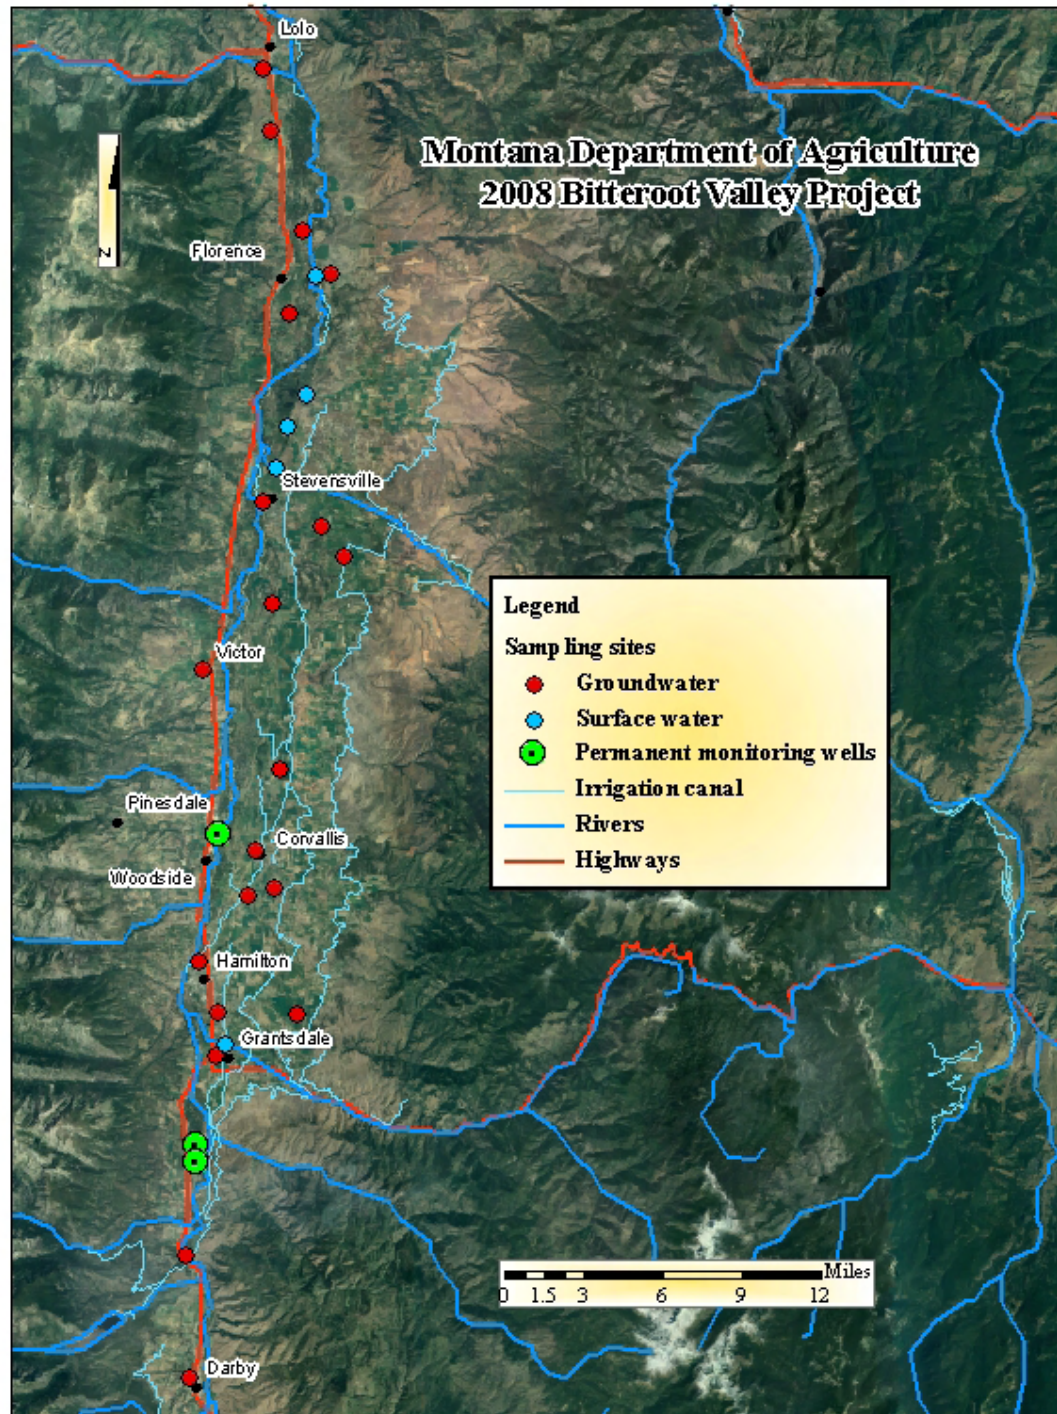 Lolo
Montana Department of Agriculture
2008 Bitteroot Valley Project
N
Florence
Stevensville
Legend
Sampling sites
Groundwater
Surface water
Permanent monitoring wells
Irrigation canal
Rivers
Highways
Victor
Pinesdale
Corvallis
Woodside
Hamilton
Grantsdale
Miles
0 1.5 3 6 9 12
Darby